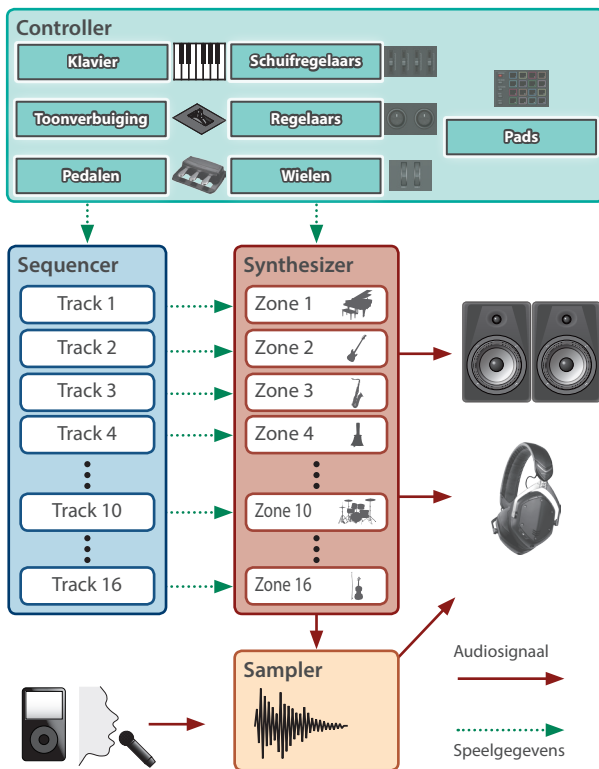 Controller
Klavier
Schuifregelaars
Toonverbuiging
Regelaars
Pads
Pedalen
Wielen
Sequencer
Synthesizer
Track 1
Zone 1
Track 2
Zone 2
Track 3
Zone 3
Track 4
Zone 4
Track 10
Zone 10
Track 16
Zone 16
Sampler
Audiosignaal
Speelgegevens